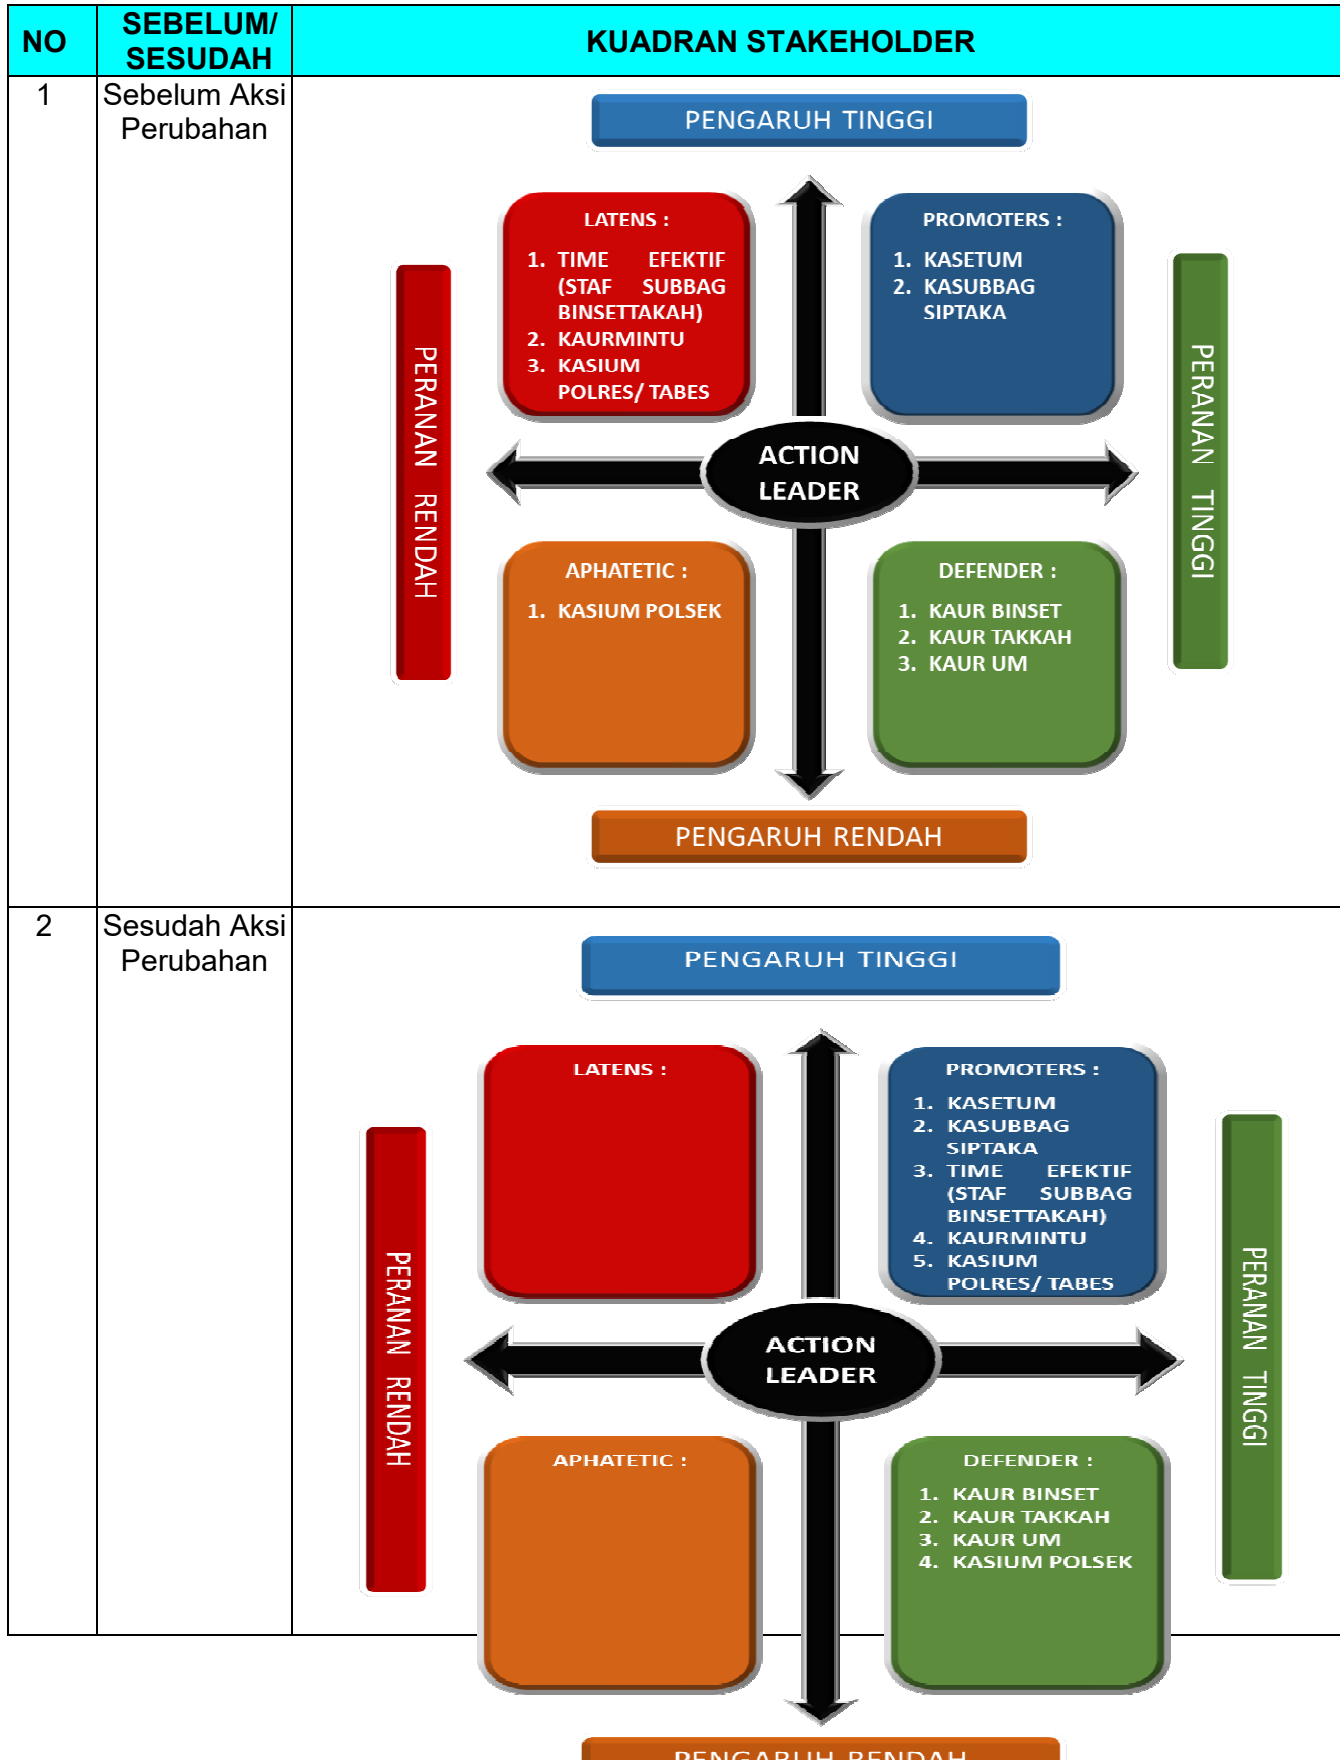 NO
SEBELUM/
SESUDAH
KUADRAN STAKEHOLDER
1
Sebelum Aksi
Perubahan
PENGARUH TINGGI
LATENS :
1. TIME EFEKTIF
(STAF SUBBAG
BINSETTAKAH)
2. KAURMINTU
3. KASIUM
POLRES/ TABES
PROMOTERS :
1. KASETUM
2. KASUBBAG
SIPTAKA
PERANAN RENDAH
PERANAN TINGGI
ACTION
LEADER
APHATETIC :
1. KASIUM POLSEK
DEFENDER :
1. KAUR BINSET
2. KAUR TAKKAH
3. KAUR UM
PENGARUH RENDAH
2
Sesudah Aksi
Perubahan
PENGARUH TINGGI
LATENS :
PROMOTERS :
1. KASETUM
2. KASUBBAG
SIPTAKA
3. TIME EFEKTIF
(STAF SUBBAG
BINSETTAKAH)
4. KAURMINTU
5. KASIUM
POLRES/ TABES
PERANAN RENDAH
PERANAN TINGGI
ACTION
LEADER
APHATETIC :
DEFENDER :
1. KAUR BINSET
2. KAUR TAKKAH
3. KAUR UM
4. KASIUM POLSEK
PENGARUH RENDAH